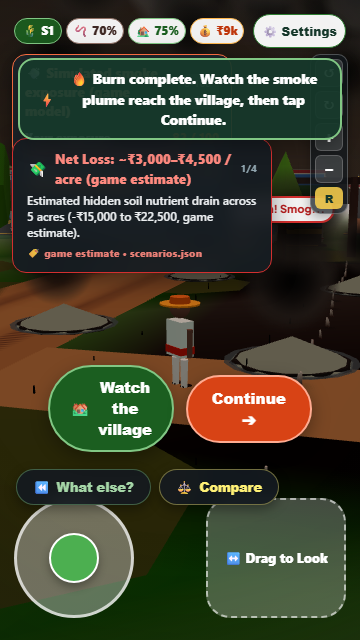 🌾 S1 🪱 70% 🏠 75% 💰 ₹9k ⚙️ Settings
🔥 Burn complete. Watch the smoke
plume reach the village, then tap
Continue.
Net Loss: ~₹3,000–₹4,500 /
acre (game estimate)
1/4
Estimated hidden soil nutrient drain across
5 acres (-₹15,000 to ₹22,500, game
estimate).
game estimate • scenarios.json
−
R
! Smog
Watch
the
village
Continue
→
What else?
Compare
Drag to Look